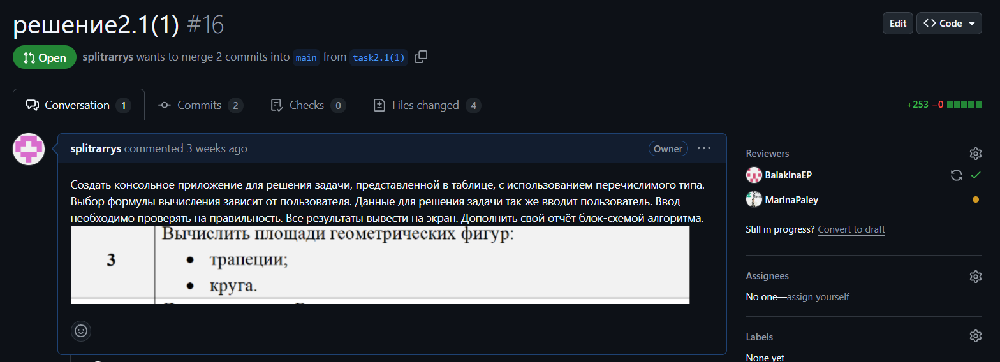 решение2.1(1) #16
Edit
Code
Open
splitrarrys wants to merge 2 commits into main from task2.1(1)
Conversation 1
Commits 2
Checks 0
Files changed 4
+253 −0
splitrarrys commented 3 weeks ago
Owner
Создать консольное приложение для решения задачи, представленной в таблице, с использованием перечислимого типа.
Выбор формулы вычисления зависит от пользователя. Данные для решения задачи так же вводит пользователь. Ввод
необходимо проверять на правильность. Все результаты вывести на экран. Дополнить свой отчёт блок-схемой алгоритма.
3
Вычислить площади геометрических фигур:
• трапеции;
• круга.
Reviewers
BalakinaEP
MarinaPaley
Still in progress? Convert to draft
Assignees
No one—assign yourself
Labels
None yet